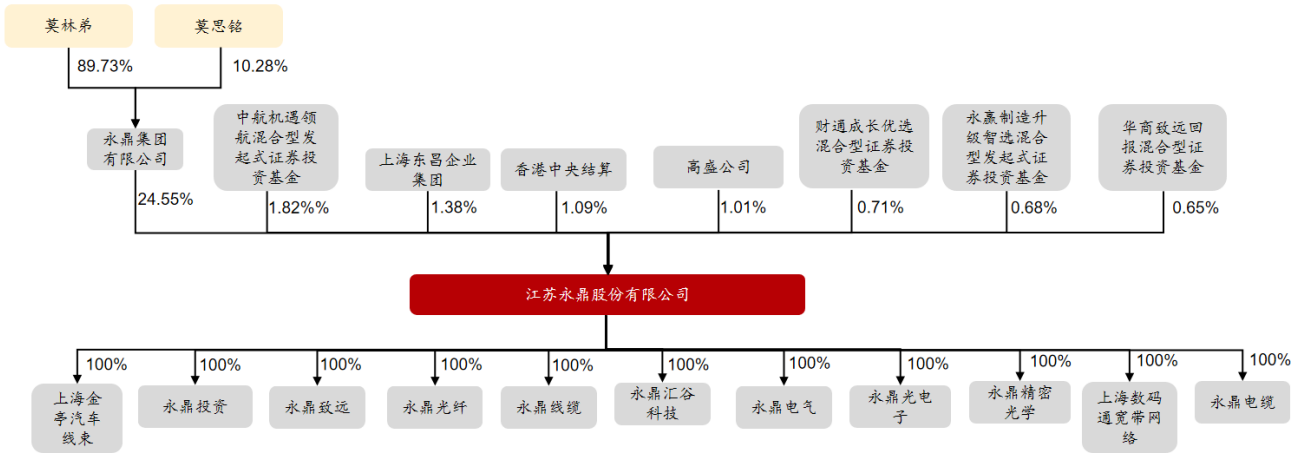 莫林弟
莫思铭
89.73%
10.28%
永鼎集团
有限公司
中航机遇领
航混合型发
起式证券投
资基金
上海东昌企业
集团
香港中央结算
高盛公司
财通成长优选
混合型证券投
资基金
永赢制造升
级智选混合
型发起式证
券投资基金
华商致远回
报混合型证
券投资基金
24.55%
1.82%%
1.38%
1.09%
1.01%
0.71%
0.68%
0.65%
江苏永鼎股份有限公司
100%
100%
100%
100%
100%
100%
100%
100%
100%
100%
100%
上海金
亭汽车
线束
永鼎投资
永鼎致远
永鼎光纤
永鼎线缆
永鼎汇谷
科技
永鼎电气
永鼎光电
子
永鼎精密
光学
上海数码
通宽带网
络
永鼎电缆